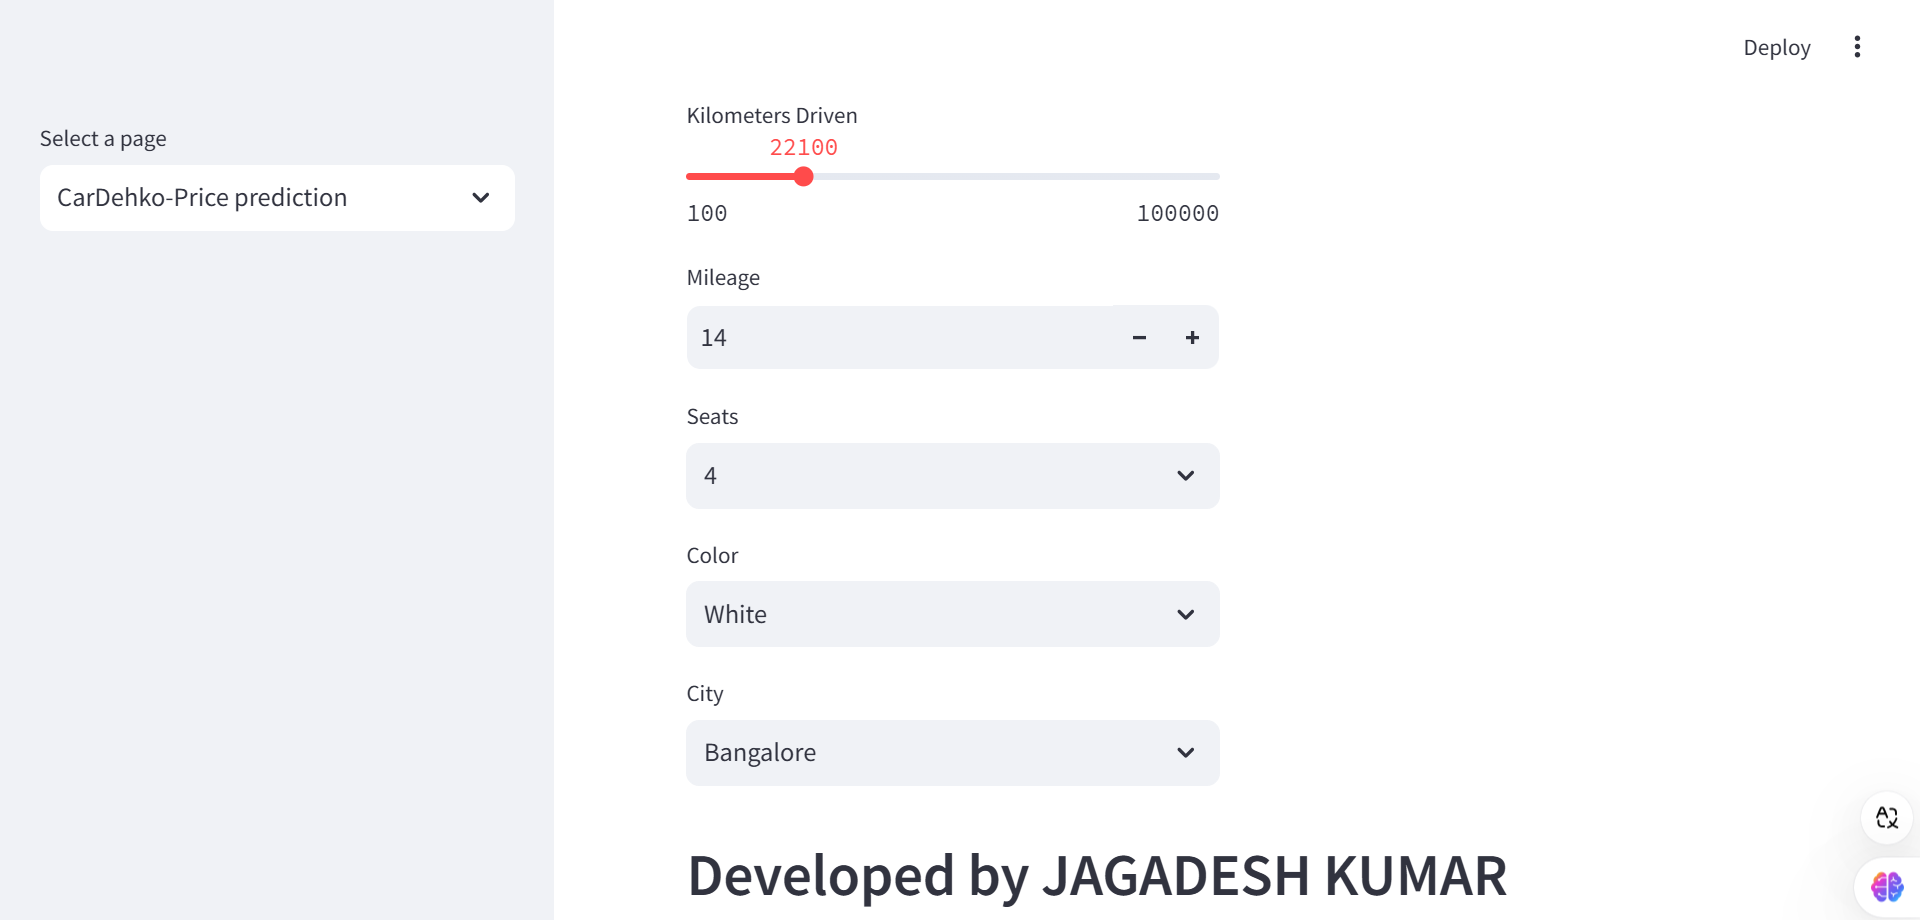 Deploy
Select a page
CarDehko-Price prediction
Kilometers Driven
22100
100 100000
Mileage
14
Seats
4
Color
White
City
Bangalore
Developed by JAGADESH KUMAR